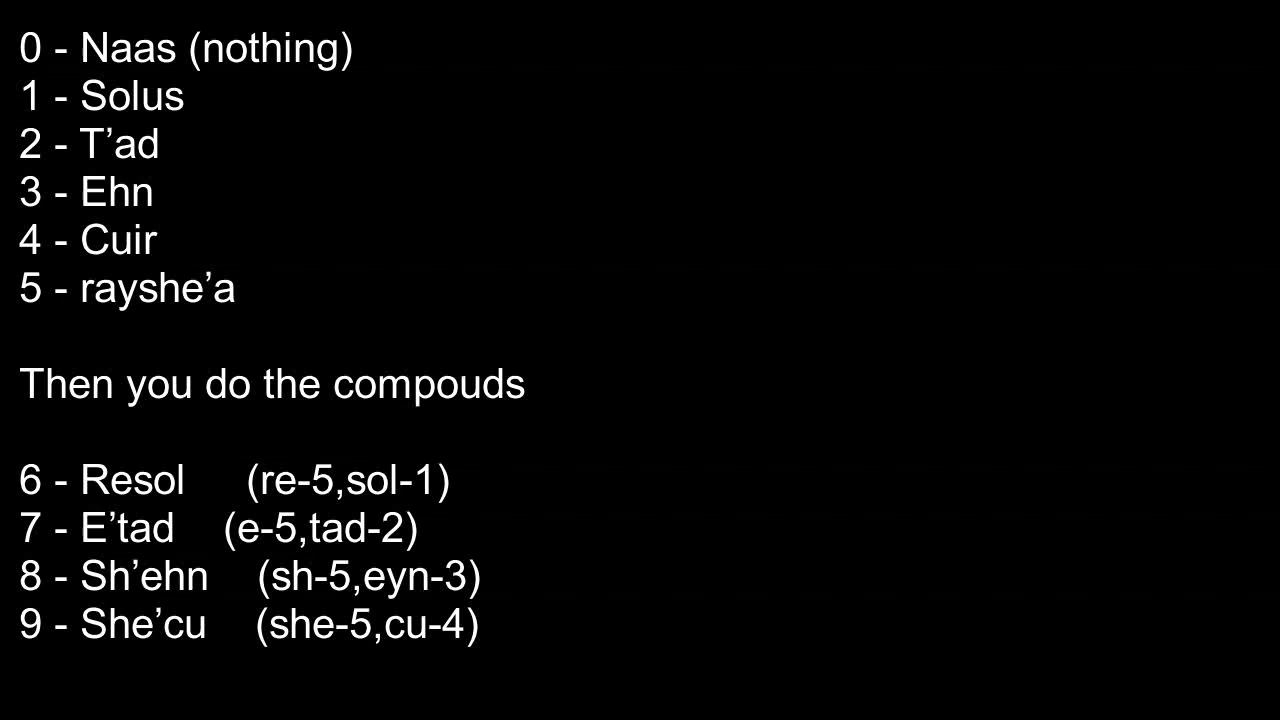 0 - Naas (nothing)
1 - Solus
2 - T’ad
3 - Ehn
4 - Cuir
5 - rayshe’a
Then you do the compouds
6 - Resol (re-5,sol-1)
7 - E’tad (e-5,tad-2)
8 - Sh’ehn (sh-5,eyn-3)
9 - She’cu (she-5,cu-4)